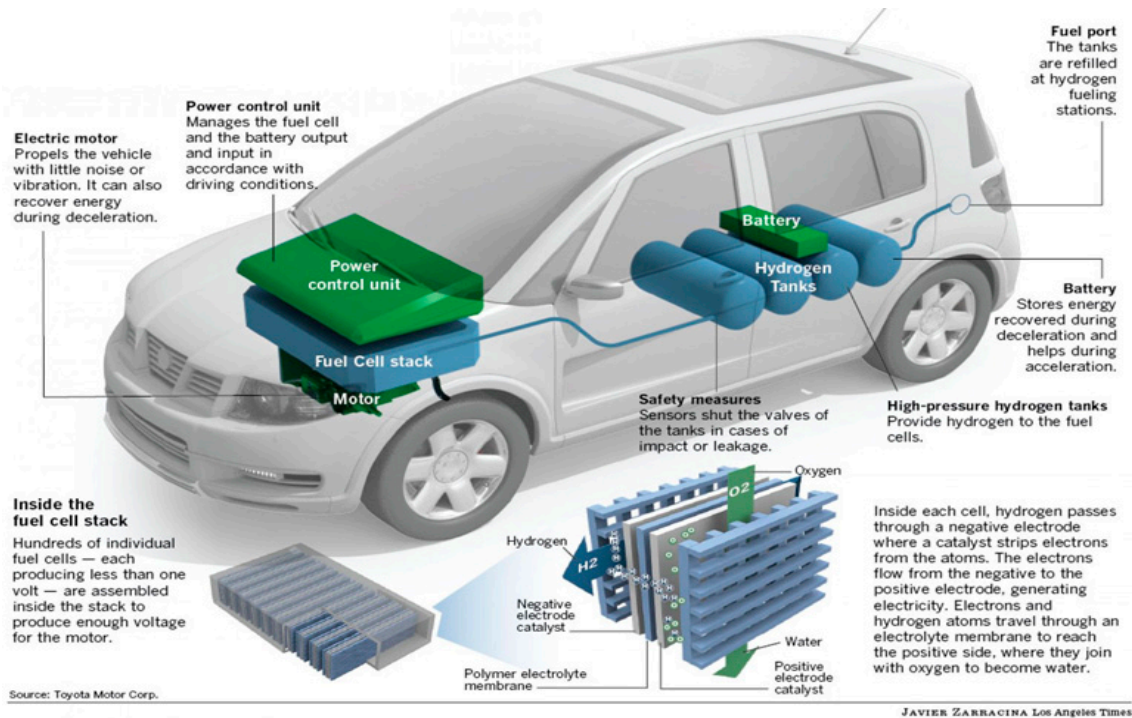 Fuel port
The tanks
are refilled
at hydrogen
fueling
stations.
Power control unit
Manages the fuel cell
and the battery output
and input in
accordance with
driving conditions.
Electric motor
Propels the vehicle
with little noise or
vibration. It can also
recover energy
during deceleration.
Battery
Hydrogen
Tanks
Power
control unit
Fuel Cell stack
Motor
Battery
Stores energy
recovered during
deceleration and
helps during
acceleration.
Safety measures
Sensors shut the valves of
the tanks in cases of
impact or leakage.
High-pressure hydrogen tanks
Provide hydrogen to the fuel
cells.
Inside the
fuel cell stack
Hundreds of individual
fuel cells — each
producing less than one
volt — are assembled
inside the stack to
produce enough voltage
for the motor.
Oxygen
O2
Hydrogen
H2
Negative
electrode
catalyst
Polymer electrolyte
membrane
Water
Positive
electrode
catalyst
Inside each cell, hydrogen passes
through a negative electrode
where a catalyst strips electrons
from the atoms. The electrons
flow from the negative to the
positive electrode, generating
electricity. Electrons and
hydrogen atoms travel through an
electrolyte membrane to reach
the positive side, where they join
with oxygen to become water.
Source: Toyota Motor Corp.
JAVIER ZARRACINA Los Angeles Times